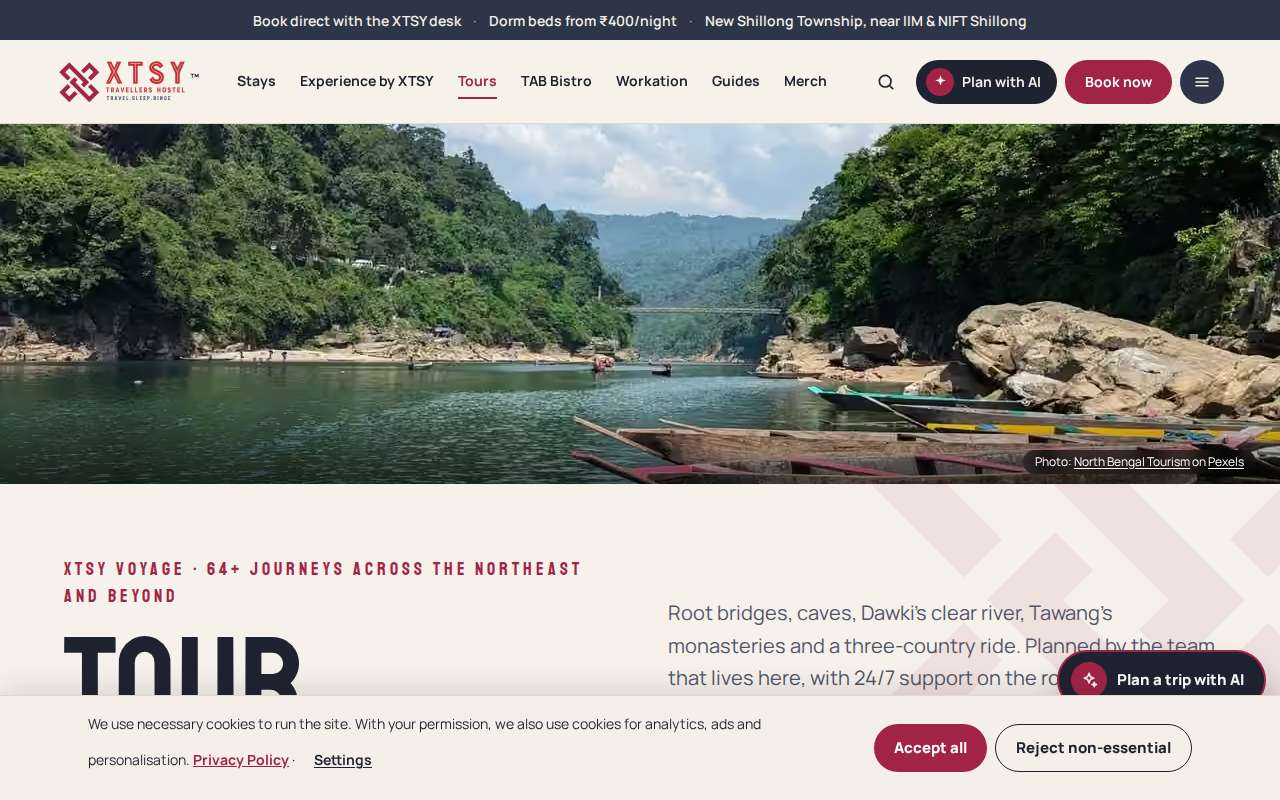 Book direct with the XTSY desk · Dorm beds from ₹400/night · New Shillong Township, near IIM & NIFT Shillong
XTSY ™
TRAVELLERS HOSTEL
TRAVEL.SLEEP.BINGE
Stays Experience by XTSY Tours TAB Bistro Workation Guides Merch Plan with AI Book now
Photo: North Bengal Tourism on Pexels
XTSY VOYAGE · 64+ JOURNEYS ACROSS THE NORTHEAST
AND BEYOND
TOUR
Root bridges, caves, Dawki's clear river, Tawang's
monasteries and a three-country ride. Planned by the team
that lives here, with 24/7 support on the
Plan a trip with AI
We use necessary cookies to run the site. With your permission, we also use cookies for analytics, ads and
personalisation. Privacy Policy · Settings
Accept all Reject non-essential